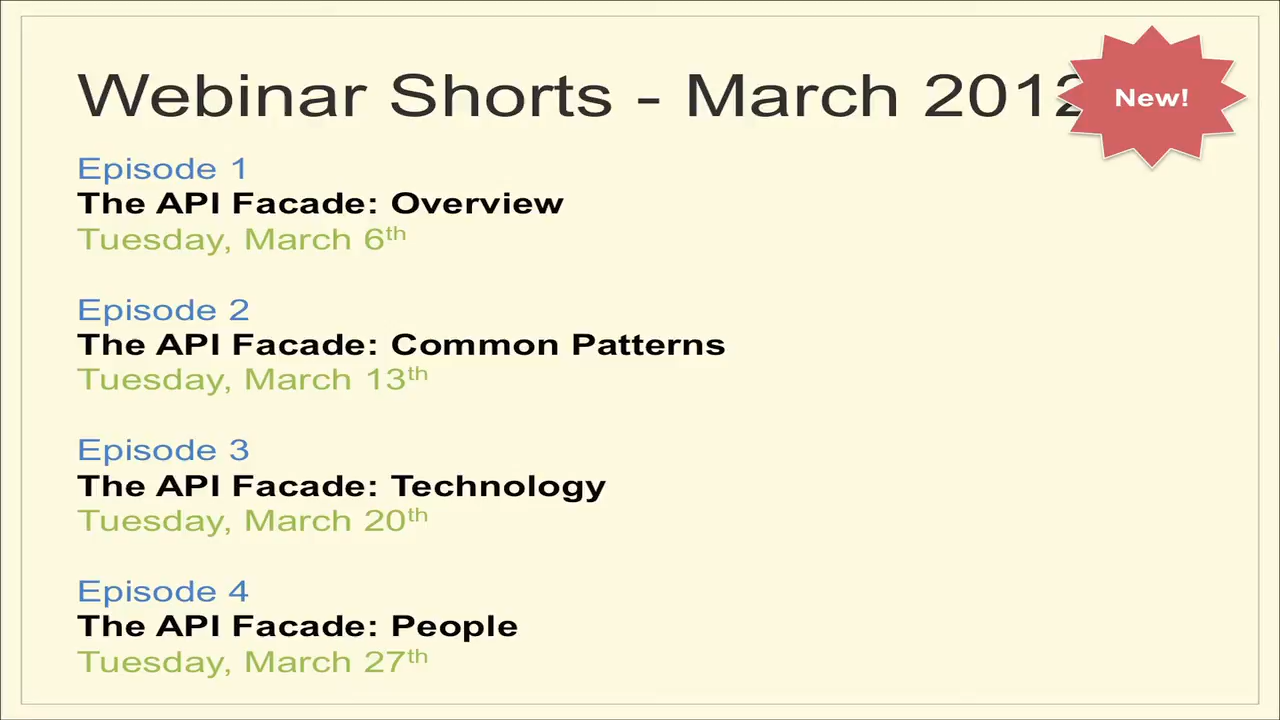 Webinar Shorts - March 2012
New!
Episode 1
The API Facade: Overview
Tuesday, March 6th
Episode 2
The API Facade: Common Patterns
Tuesday, March 13th
Episode 3
The API Facade: Technology
Tuesday, March 20th
Episode 4
The API Facade: People
Tuesday, March 27th